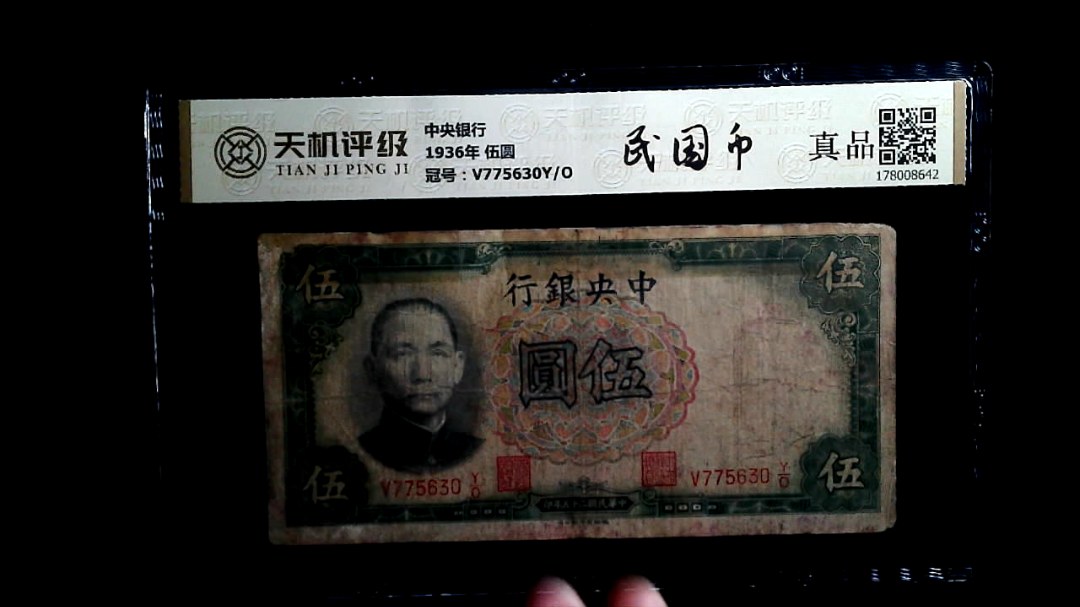 天机评级
TIAN JI PING JI
中央银行
1936年 伍圆
冠号：V775630Y/O
民国币
真品
178008642
伍
伍
行銀央中
圓伍
伍
伍
V775630 Y/O
V775630 Y/O